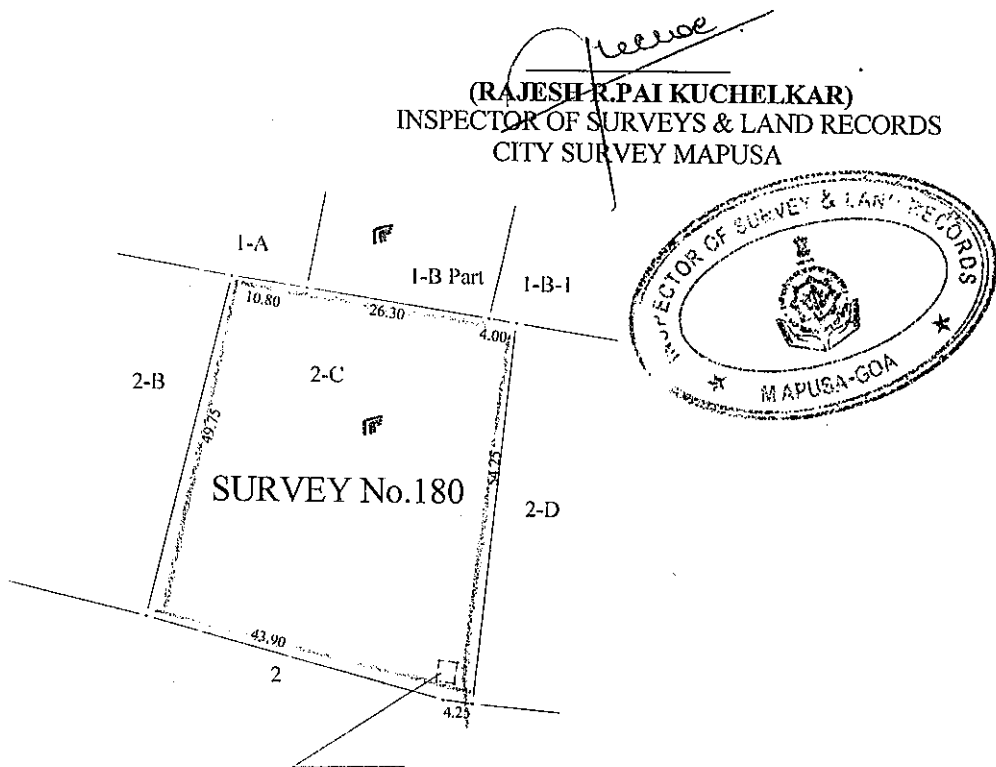 (RAJESH R.PAI KUCHELKAR)
INSPECTOR OF SURVEYS & LAND RECORDS
CITY SURVEY MAPUSA
INSPECTOR OF SURVEY & LAND RECORDS
MAPUSA-GOA
1-A
1-B Part
1-B-1
10.80
26.30
4.00
2-B
2-C
49.75
54.25
SURVEY No.180
2-D
43.90
2
4.25